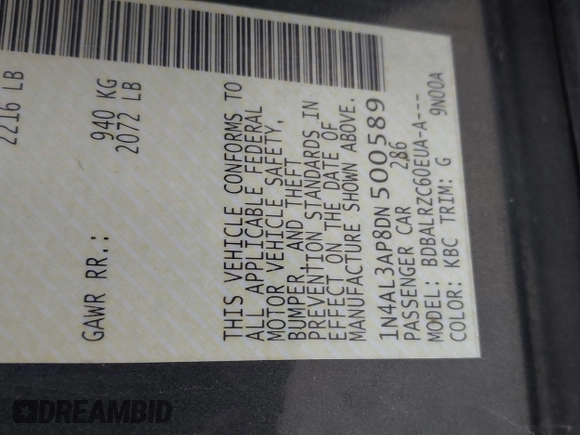 2216 LB
GAWR RR.: 940 KG
2072 LB
THIS VEHICLE CONFORMS TO
ALL APPLICABLE FEDERAL
MOTOR VEHICLE SAFETY,
BUMPER, AND THEFT
PREVENTION STANDARDS IN
EFFECT ON THE DATE OF
MANUFACTURE SHOWN ABOVE.
1N4AL3AP8DN500589
PASSENGER CAR 286
MODEL: BDBALRZC60EUA-A---
COLOR: KBC TRIM: G 9N00A
DREAMBID